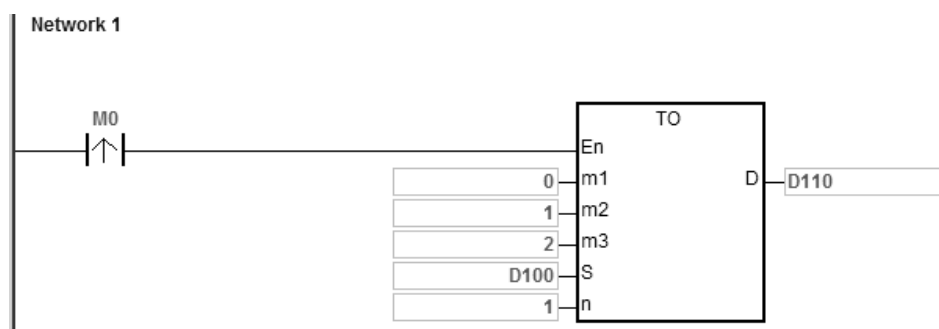 Network 1
M0
TO
En
0 m1 D D110
1 m2
2 m3
D100 S
1 n